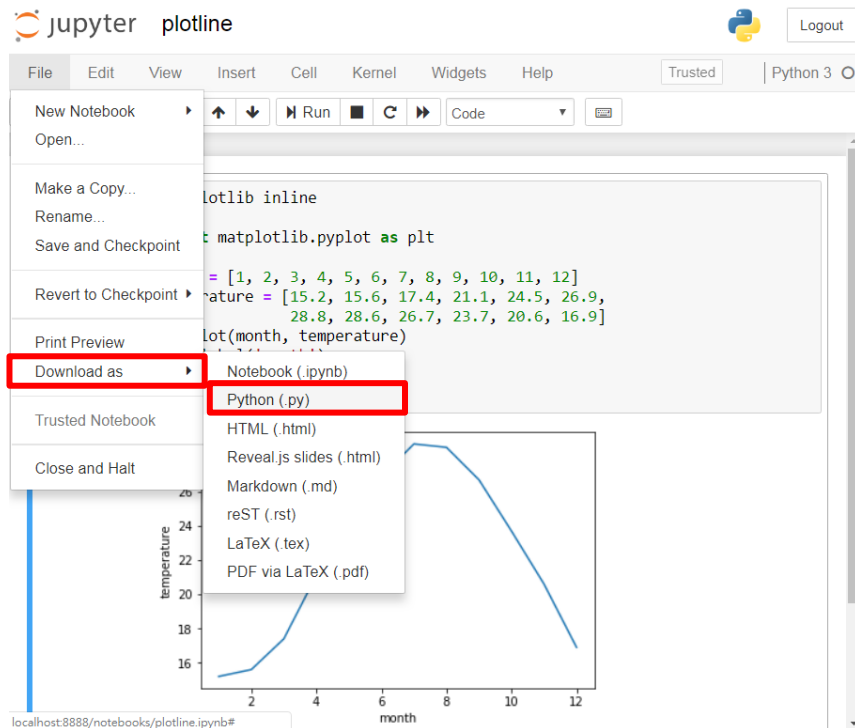 jupyter plotline
Logout
File Edit View Insert Cell Kernel Widgets Help Trusted Python 3
Run Code
New Notebook
Open...
Make a Copy...
Rename...
Save and Checkpoint
Revert to Checkpoint
Print Preview
Download as
Trusted Notebook
Close and Halt
Notebook (.ipynb)
Python (.py)
HTML (.html)
Reveal.js slides (.html)
Markdown (.md)
reST (.rst)
LaTeX (.tex)
PDF via LaTeX (.pdf)
lotlib inline
t matplotlib.pyplot as plt
= [1, 2, 3, 4, 5, 6, 7, 8, 9, 10, 11, 12]
rature = [15.2, 15.6, 17.4, 21.1, 24.5, 26.9,
28.8, 28.6, 26.7, 23.7, 20.6, 16.9]
lot(month, temperature)
26
24
22
20
18
16
temperature
2 4 6 8 10 12
month
localhost:8888/notebooks/plotline.ipynb#